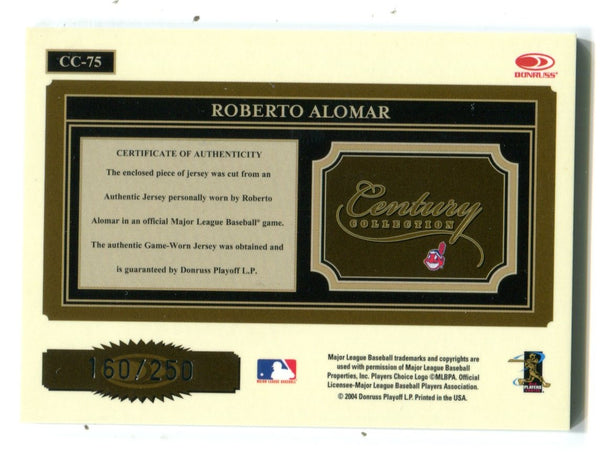 CC-75
DONRUSS
ROBERTO ALOMAR
CERTIFICATE OF AUTHENTICITY
The enclosed piece of jersey was cut from an
Authentic Jersey personally worn by Roberto
Alomar in an official Major League Baseball® game.
The authentic Game-Worn Jersey was obtained and
is guaranteed by Donruss Playoff L.P.
Century
COLLECTION
160/250
Major League Baseball trademarks and copyrights are
used with permission of Major League Baseball
Properties, Inc. Players Choice Logo ©MLBPA. Official
Licensee-Major League Baseball Players Association.
© 2004 Donruss Playoff L.P. Printed in the USA.
MAJOR LEAGUE BASEBALL
PLAYERS